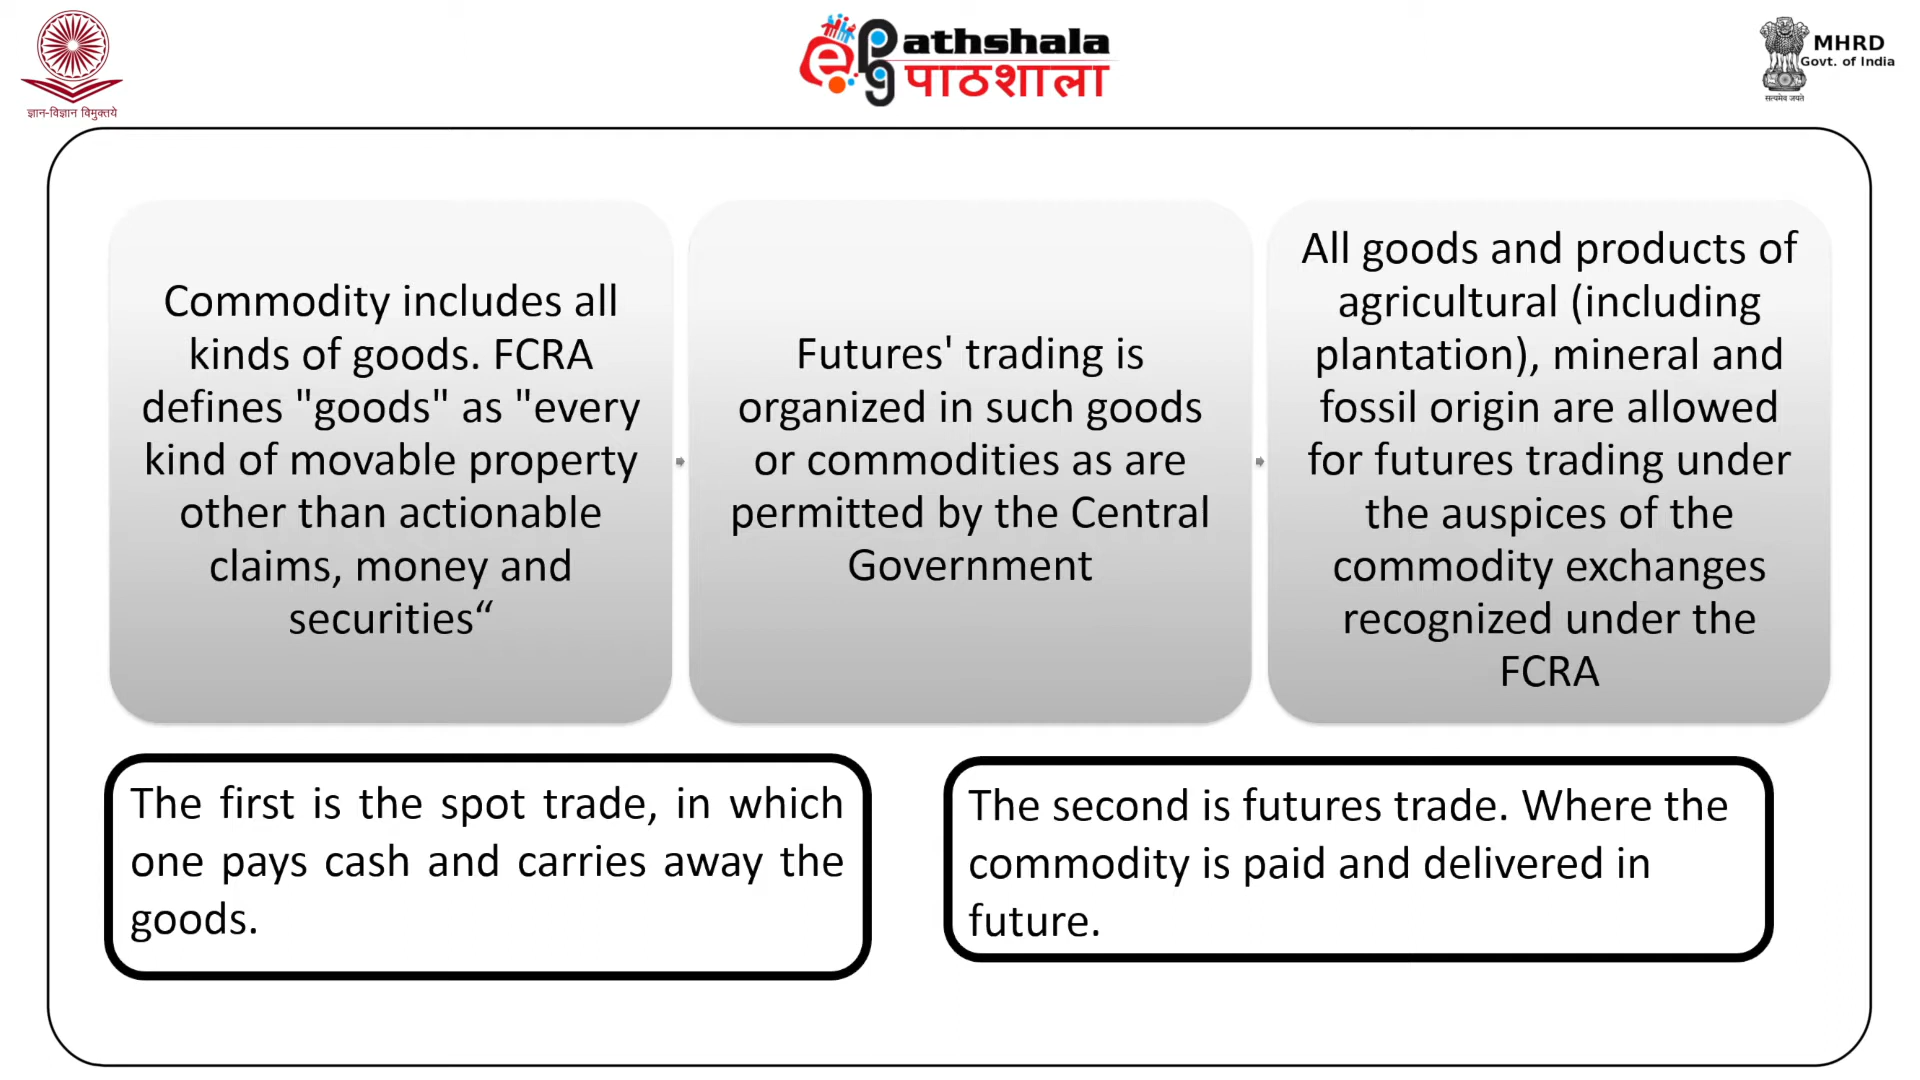 ज्ञान-विज्ञान विमुक्तये
ePG
athshala
पाठशाला
MHRD
Govt. of India
सत्यमेव जयते
Commodity includes all
kinds of goods. FCRA
defines "goods" as "every
kind of movable property
other than actionable
claims, money and
securities“
Futures' trading is
organized in such goods
or commodities as are
permitted by the Central
Government
All goods and products of
agricultural (including
plantation), mineral and
fossil origin are allowed
for futures trading under
the auspices of the
commodity exchanges
recognized under the
FCRA
The first is the spot trade, in which
one pays cash and carries away the
goods.
The second is futures trade. Where the
commodity is paid and delivered in
future.